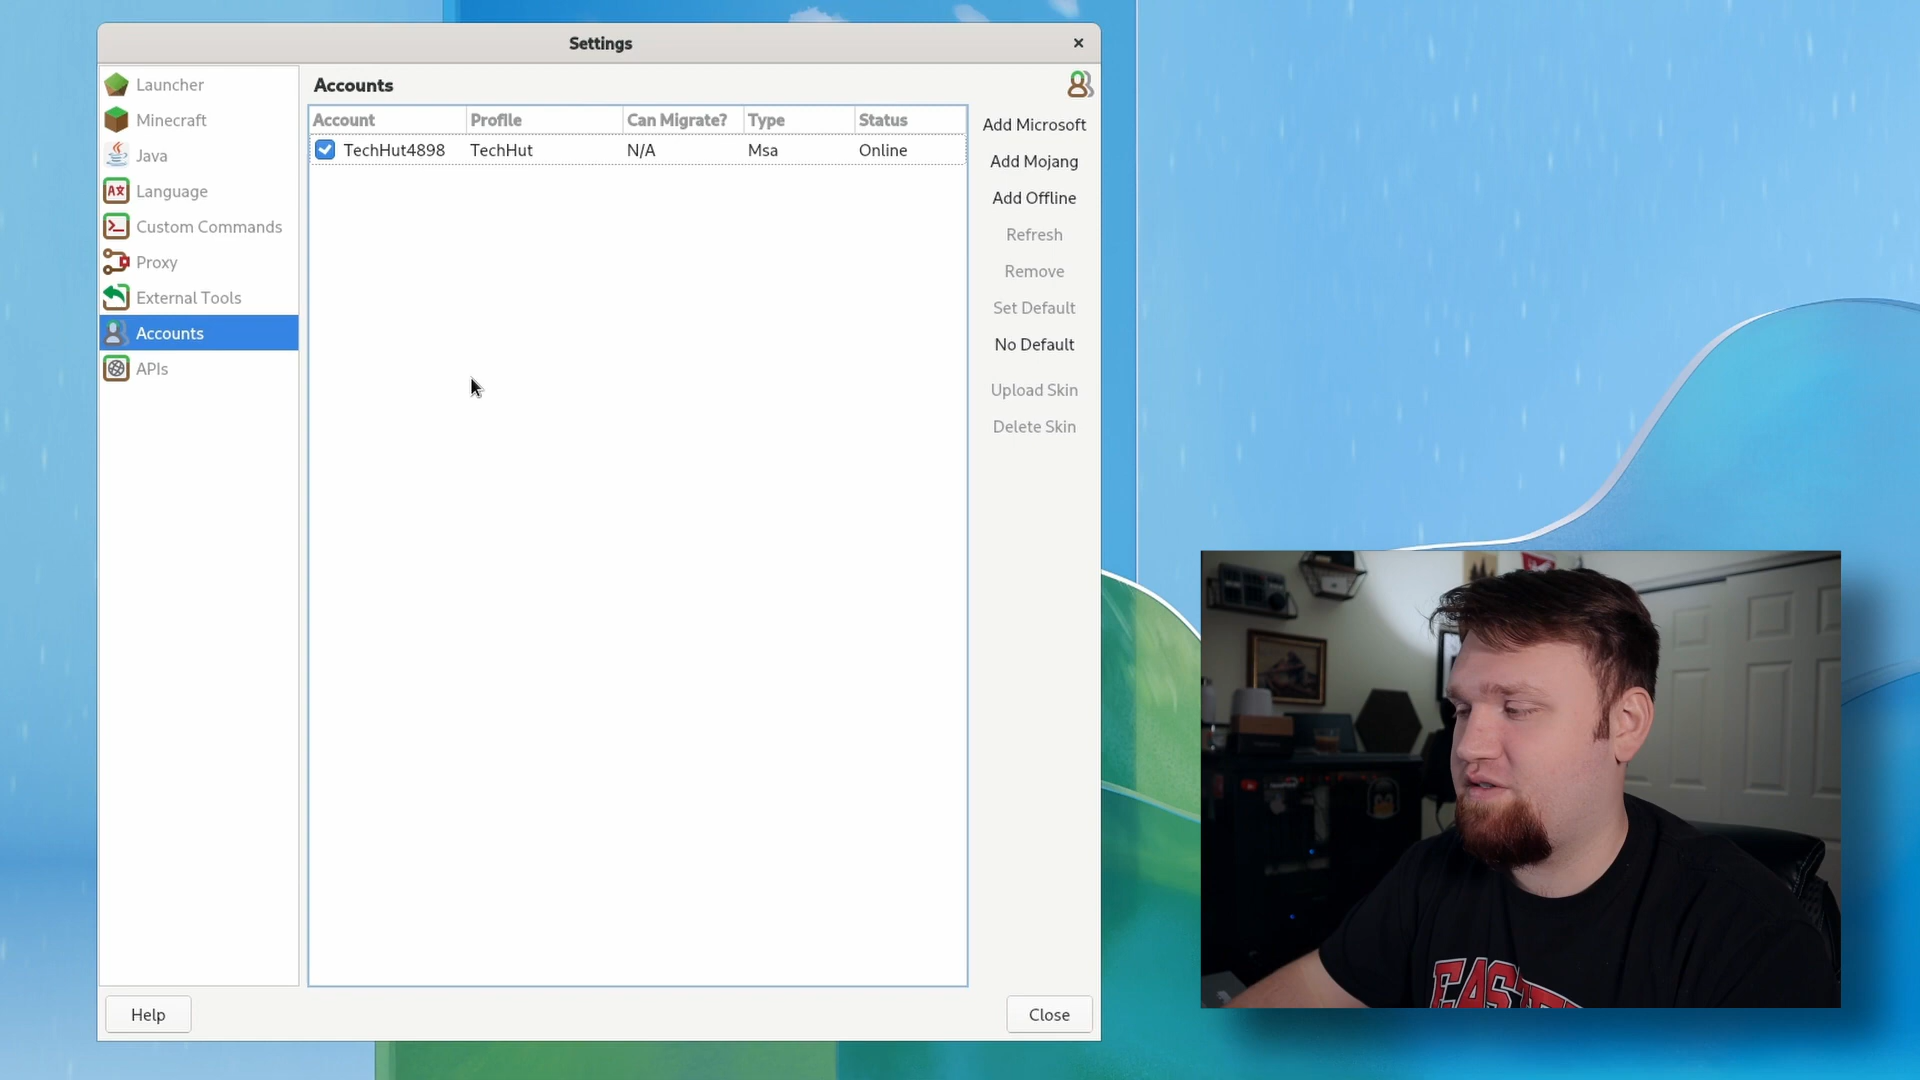 Settings
×
Launcher
Minecraft
Java
Language
Custom Commands
Proxy
External Tools
Accounts
APIs
Accounts
Account Profile Can Migrate? Type Status
TechHut4898 TechHut N/A Msa Online
Add Microsoft
Add Mojang
Add Offline
Refresh
Remove
Set Default
No Default
Upload Skin
Delete Skin
Help
Close